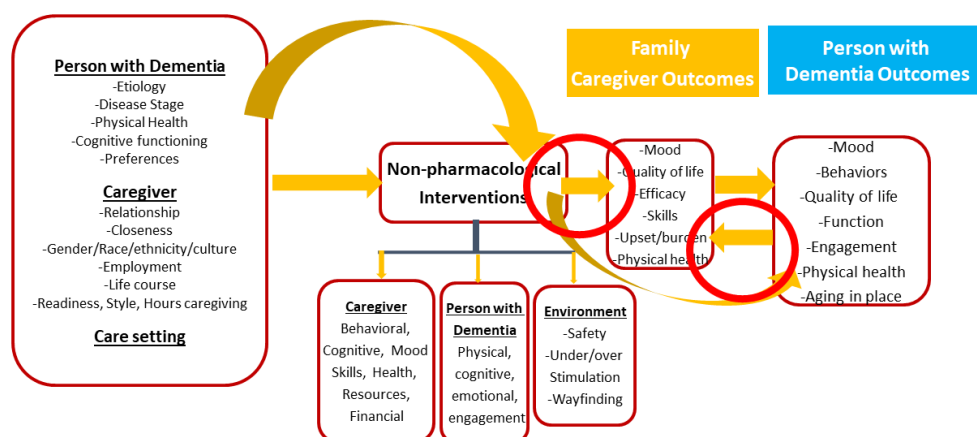 Person with Dementia
-Etiology
-Disease Stage
-Physical Health
-Cognitive functioning
-Preferences
Caregiver
-Relationship
-Closeness
-Gender/Race/ethnicity/culture
-Employment
-Life course
-Readiness, Style, Hours caregiving
Care setting
Non-pharmacological
Interventions
Caregiver
Behavioral,
Cognitive, Mood
Skills, Health,
Resources,
Financial
Person with
Dementia
Physical,
cognitive,
emotional,
engagement
Environment
-Safety
-Under/over
Stimulation
-Wayfinding
Family
Caregiver Outcomes
-Mood
-Quality of life
-Efficacy
-Skills
-Upset/burden
-Physical health
Person with
Dementia Outcomes
-Mood
-Behaviors
-Quality of life
-Function
-Engagement
-Physical health
-Aging in place